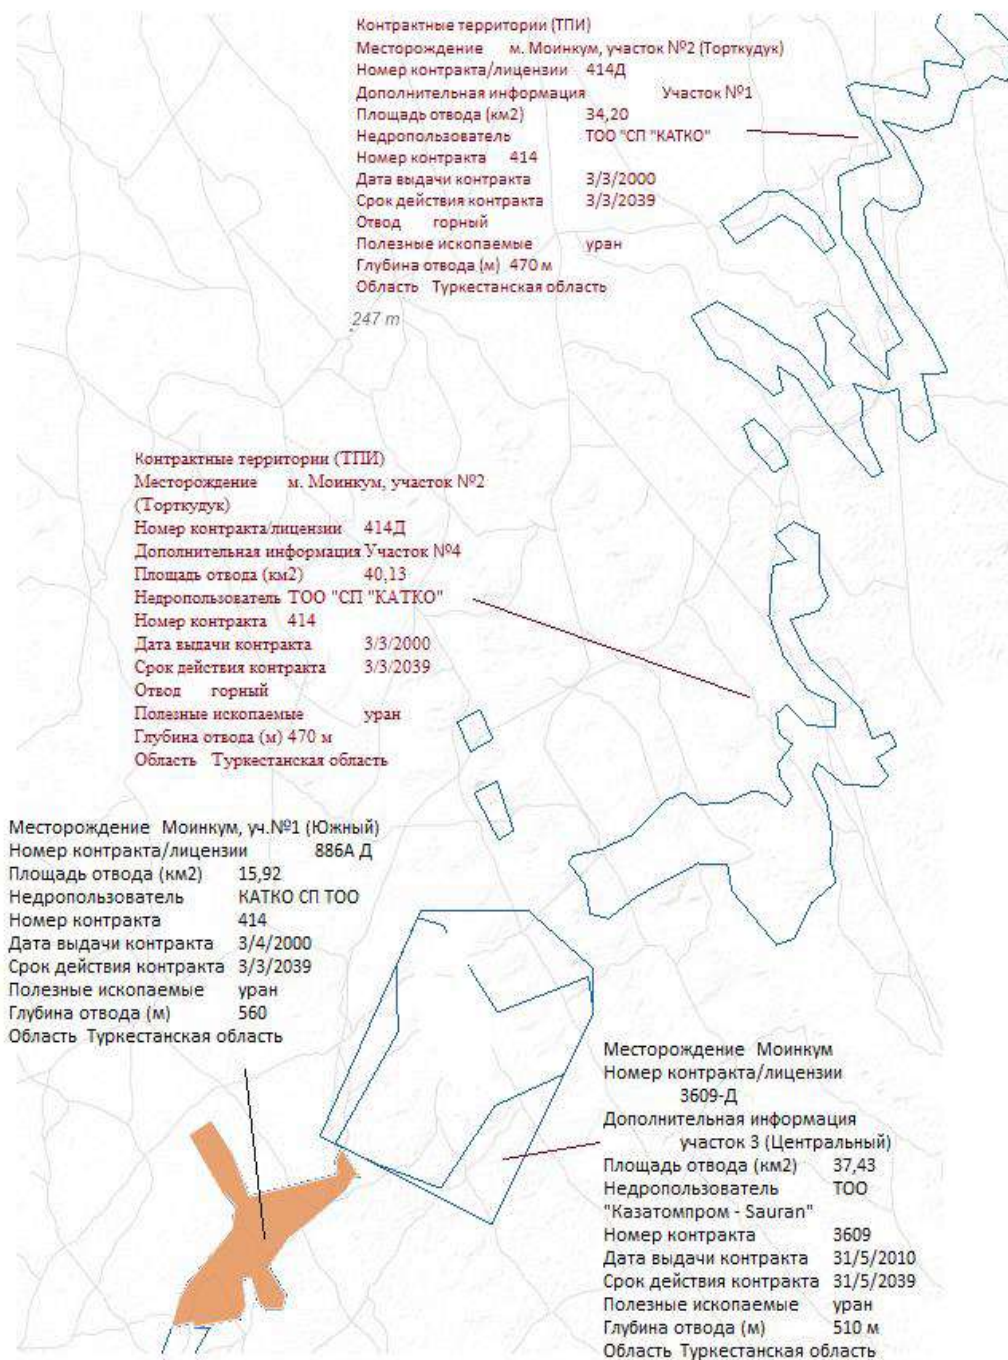 Контрактные территории (ТПИ)
Месторождение м. Моинкум, участок №2 (Торткудук)
Номер контракта/лицензии 414Д
Дополнительная информация Участок №1
Площадь отвода (км2) 34,20
Недропользователь ТОО "СП "КАТКО"
Номер контракта 414
Дата выдачи контракта 3/3/2000
Срок действия контракта 3/3/2039
Отвод горный
Полезные ископаемые уран
Глубина отвода (м) 470 м
Область Туркестанская область
247 m
Контрактные территории (ТПИ)
Месторождение м. Моинкум, участок №2
(Торткудук)
Номер контракта/лицензии 414Д
Дополнительная информация Участок №4
Площадь отвода (км2) 40,13
Недропользователь ТОО "СП "КАТКО"
Номер контракта 414
Дата выдачи контракта 3/3/2000
Срок действия контракта 3/3/2039
Отвод горный
Полезные ископаемые уран
Глубина отвода (м) 470 м
Область Туркестанская область
Месторождение Моинкум, уч.№1 (Южный)
Номер контракта/лицензии 886А Д
Площадь отвода (км2) 15,92
Недропользователь КАТКО СП ТОО
Номер контракта 414
Дата выдачи контракта 3/4/2000
Срок действия контракта 3/3/2039
Полезные ископаемые уран
Глубина отвода (м) 560
Область Туркестанская область
Месторождение Моинкум
Номер контракта/лицензии
3609-Д
Дополнительная информация
участок 3 (Центральный)
Площадь отвода (км2) 37,43
Недропользователь ТОО
"Казатомпром - Sauran"
Номер контракта 3609
Дата выдачи контракта 31/5/2010
Срок действия контракта 31/5/2039
Полезные ископаемые уран
Глубина отвода (м) 510 м
Область Туркестанская область